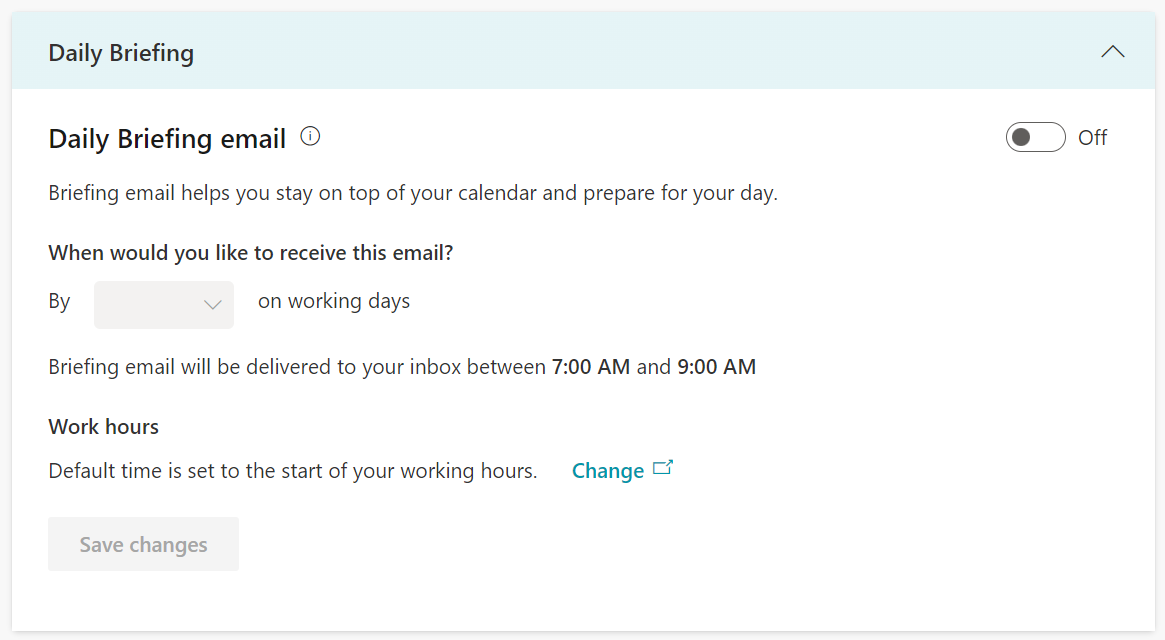 Daily Briefing
Daily Briefing email
Off
Briefing email helps you stay on top of your calendar and prepare for your day.
When would you like to receive this email?
By on working days
Briefing email will be delivered to your inbox between 7:00 AM and 9:00 AM
Work hours
Default time is set to the start of your working hours. Change
Save changes